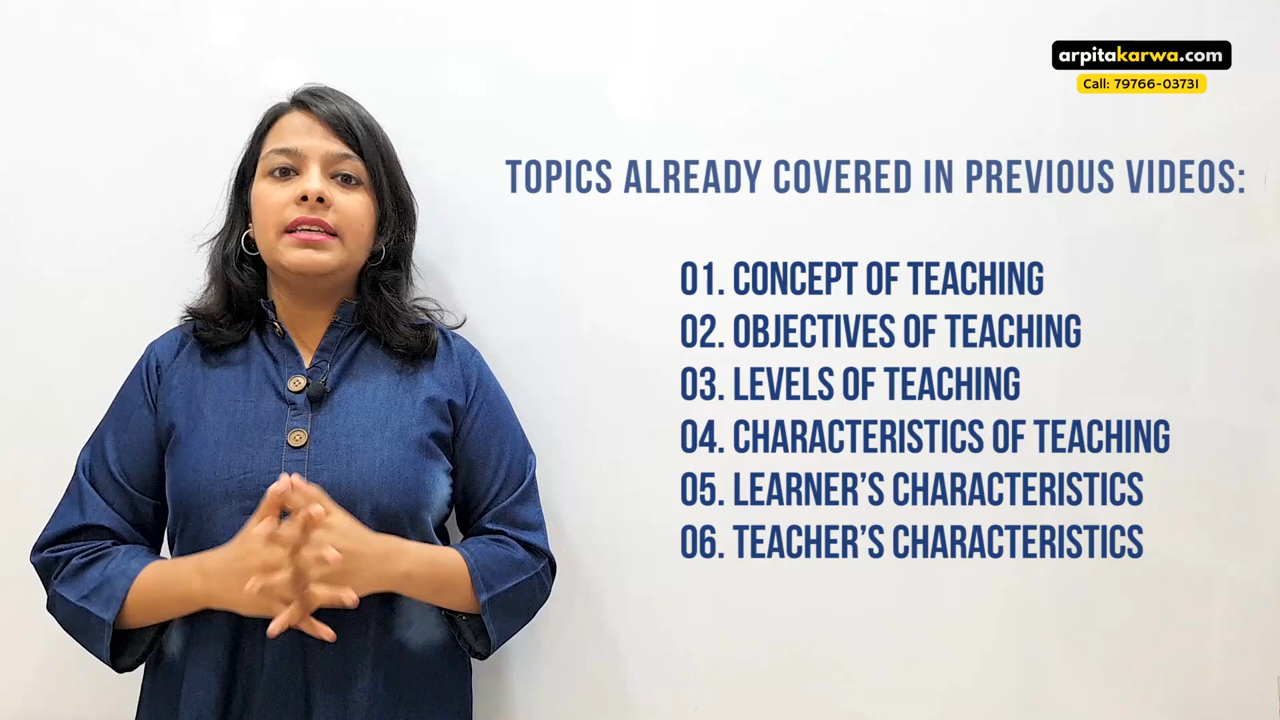 arpitakarwa.com
Call: 79766-03731
TOPICS ALREADY COVERED IN PREVIOUS VIDEOS:
01. CONCEPT OF TEACHING
02. OBJECTIVES OF TEACHING
03. LEVELS OF TEACHING
04. CHARACTERISTICS OF TEACHING
05. LEARNER’S CHARACTERISTICS
06. TEACHER’S CHARACTERISTICS